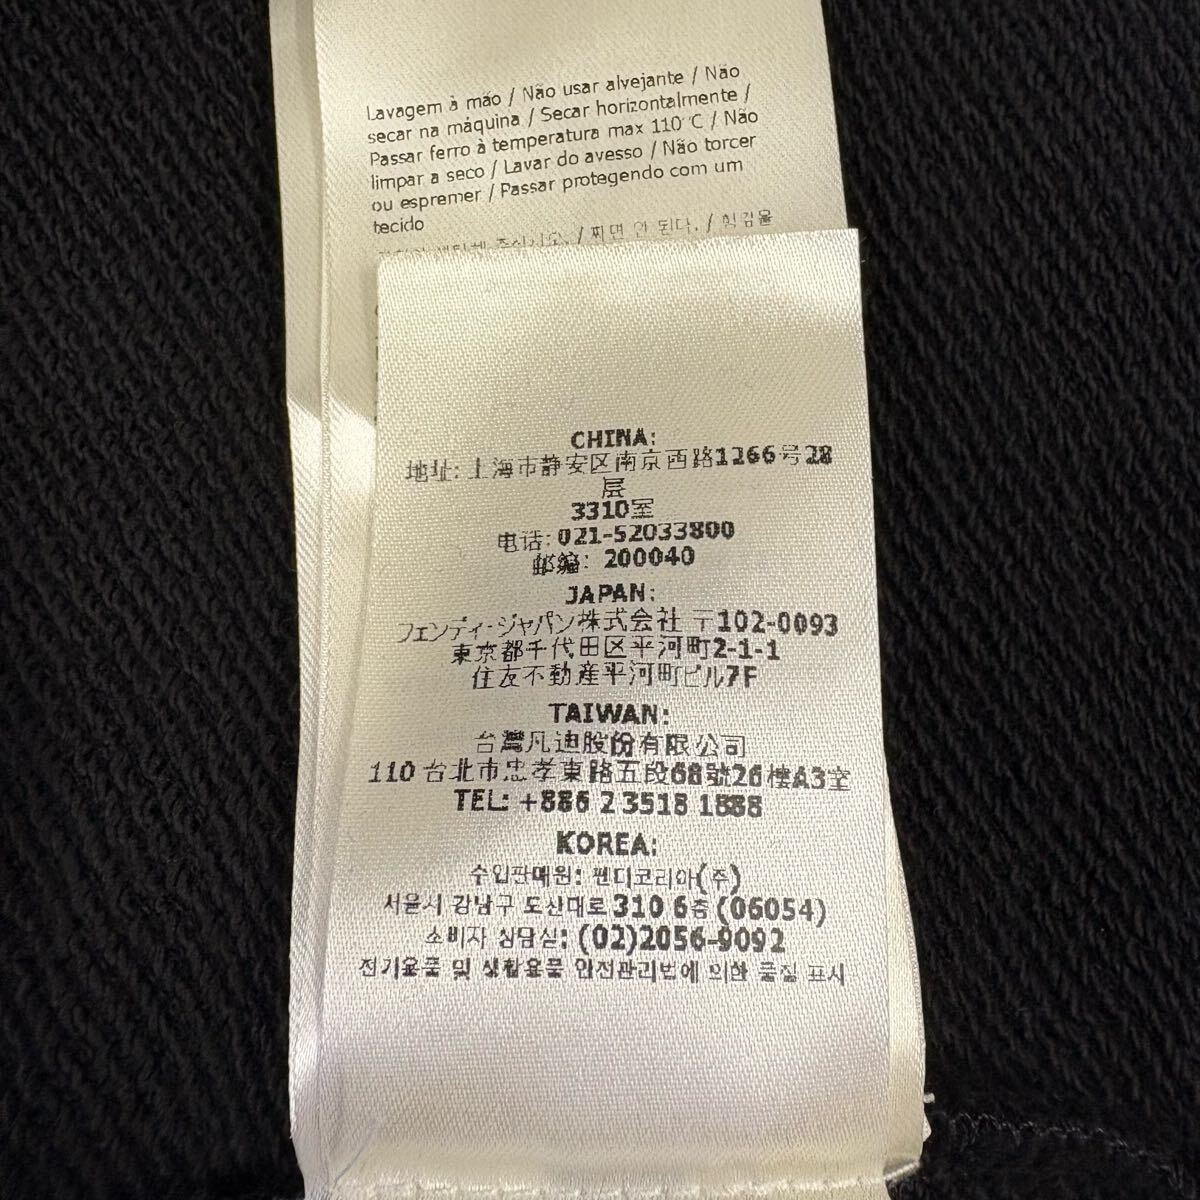 Lavagem à mão / Não usar alvejante / Não
secar na máquina / Secar horizontalmente /
Passar ferro à temperatura max 110°C / Não
limpar a seco / Lavar do avesso / Não torcer
ou espremer / Passar protegendo com um
tecido
/ 찌면 안 된다. / 헝겊을
CHINA:
地址: 上海市静安区南京西路1266号28
层
3310室
电话: 021-52033800
邮编: 200040
JAPAN:
フェンディ・ジャパン株式会社 〒102-0093
東京都千代田区平河町2-1-1
住友不動産平河町ビル7F
TAIWAN:
台灣凡迪股份有限公司
110 台北市忠孝東路五段68號26樓A3室
TEL: +886 2 3518 1888
KOREA:
수입판매원: 펜디코리아(주)
서울시 강남구 도산대로 310 6층 (06054)
소비자 상담실: (02)2056-9092
전기용품 및 생활용품 안전관리법에 의한 품질 표시